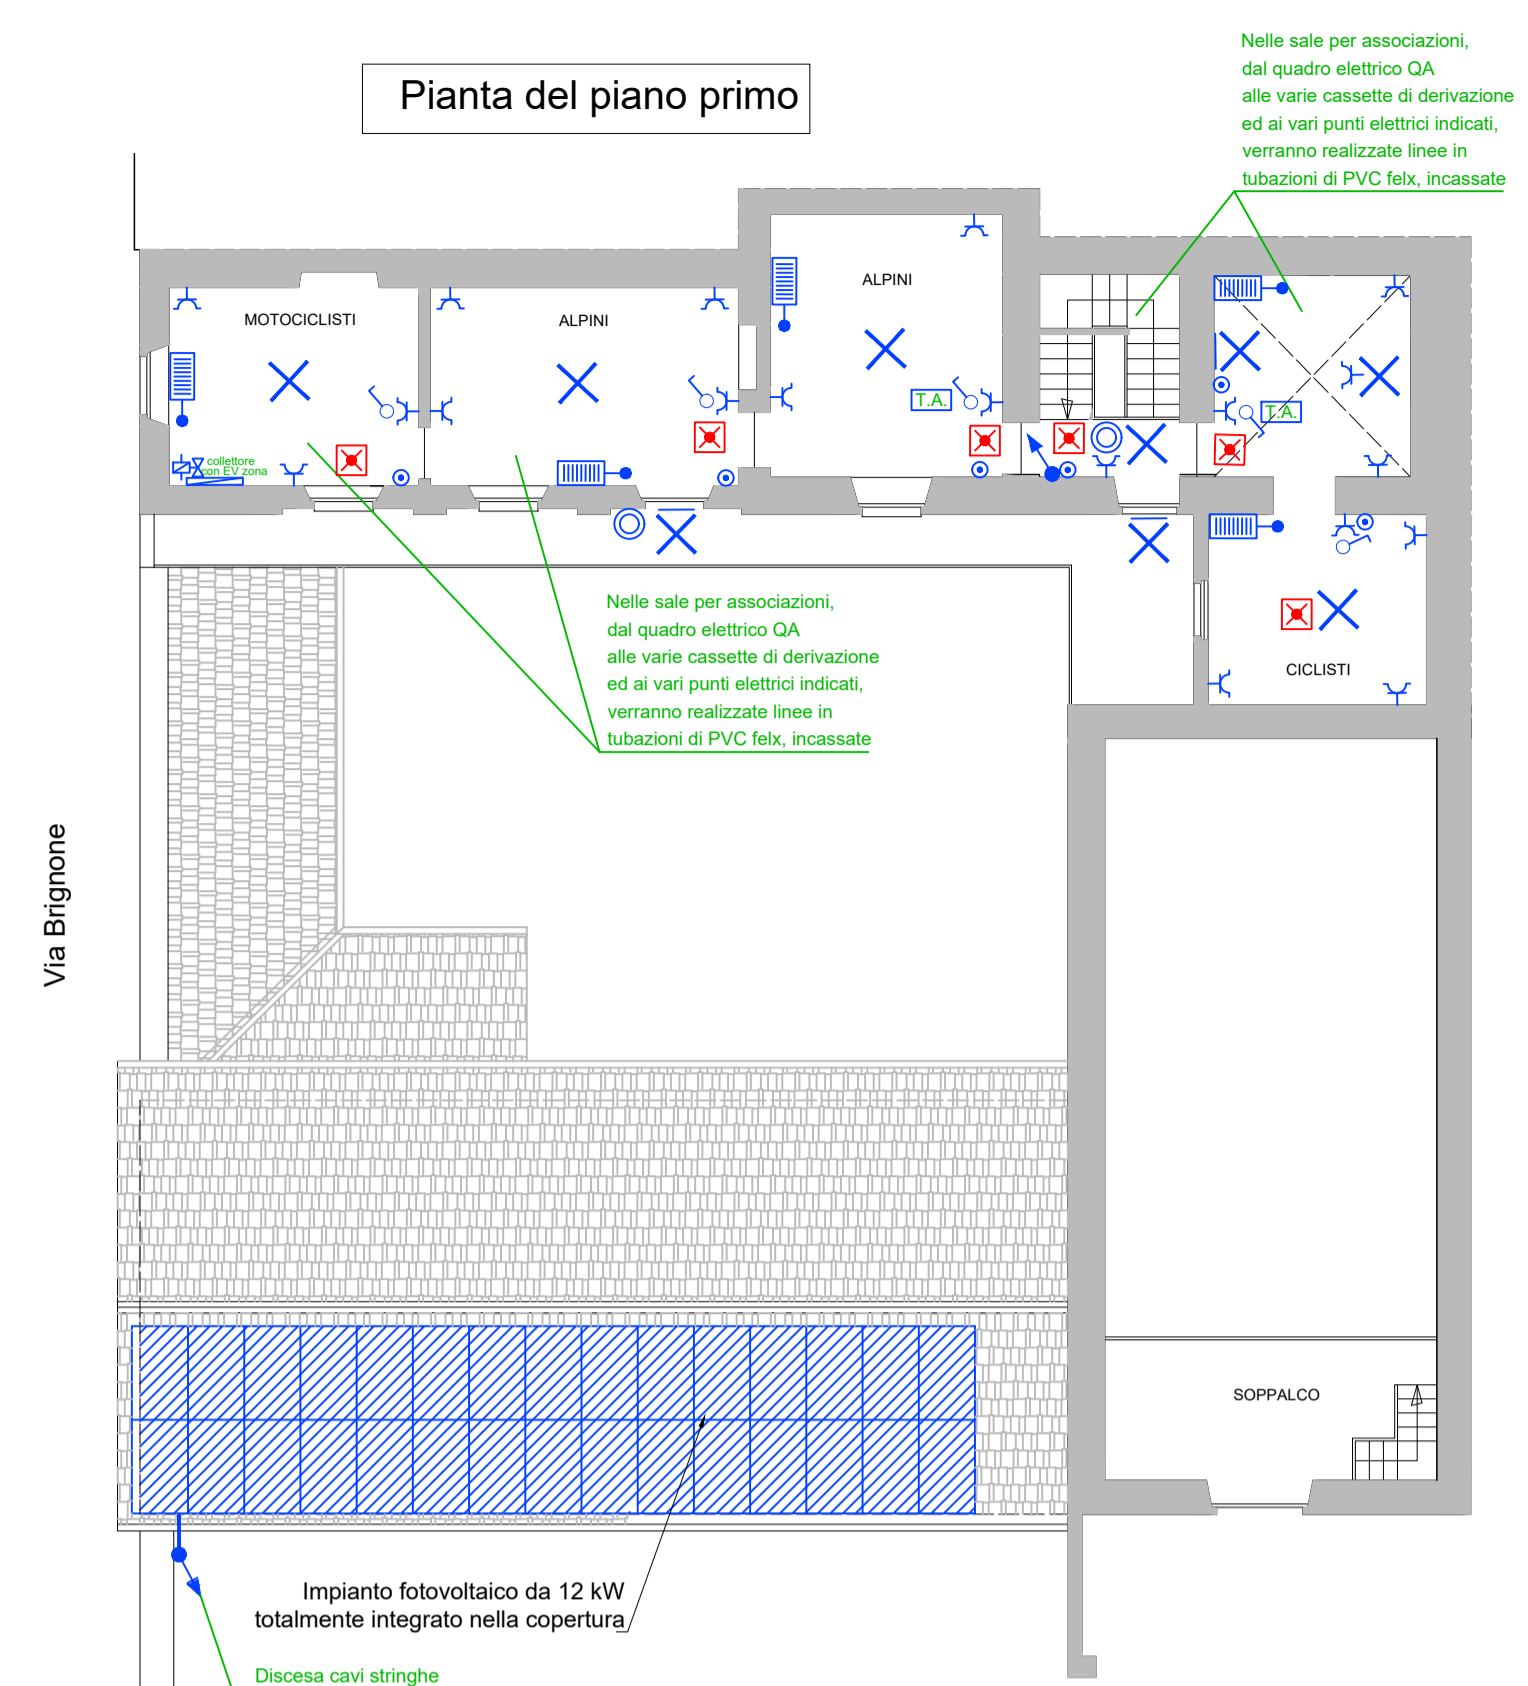 Pianta del piano primo
Nelle sale per associazioni,
dal quadro elettrico QA
alle varie cassette di derivazione
ed ai vari punti elettrici indicati,
verranno realizzate linee in
tubazioni di PVC felx, incassate
MOTOCICLISTI
ALPINI
ALPINI
T.A.
T.A.
collettore
con EV zona
Nelle sale per associazioni,
dal quadro elettrico QA
alle varie cassette di derivazione
ed ai vari punti elettrici indicati,
verranno realizzate linee in
tubazioni di PVC felx, incassate
CICLISTI
Via Brignone
SOPPALCO
Impianto fotovoltaico da 12 kW
totalmente integrato nella copertura
Discesa cavi stringhe